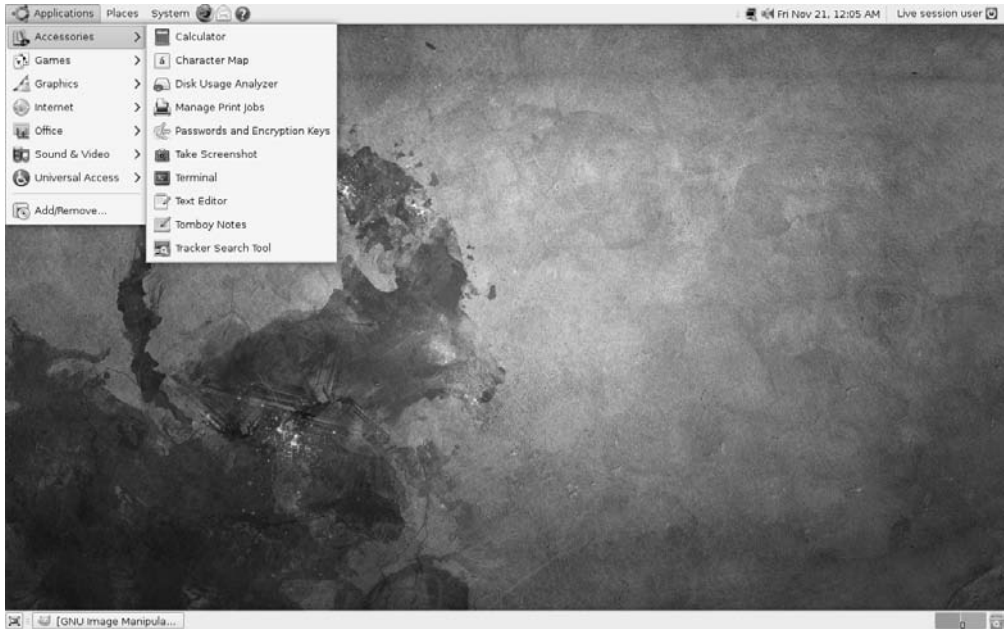 Applications Places System
Fri Nov 21, 12:05 AM Live session user
Accessories
Games
Graphics
Internet
Office
Sound & Video
Universal Access
Add/Remove...
Calculator
Character Map
Disk Usage Analyzer
Manage Print Jobs
Passwords and Encryption Keys
Take Screenshot
Terminal
Text Editor
Tomboy Notes
Tracker Search Tool
[GNU Image Manipula...